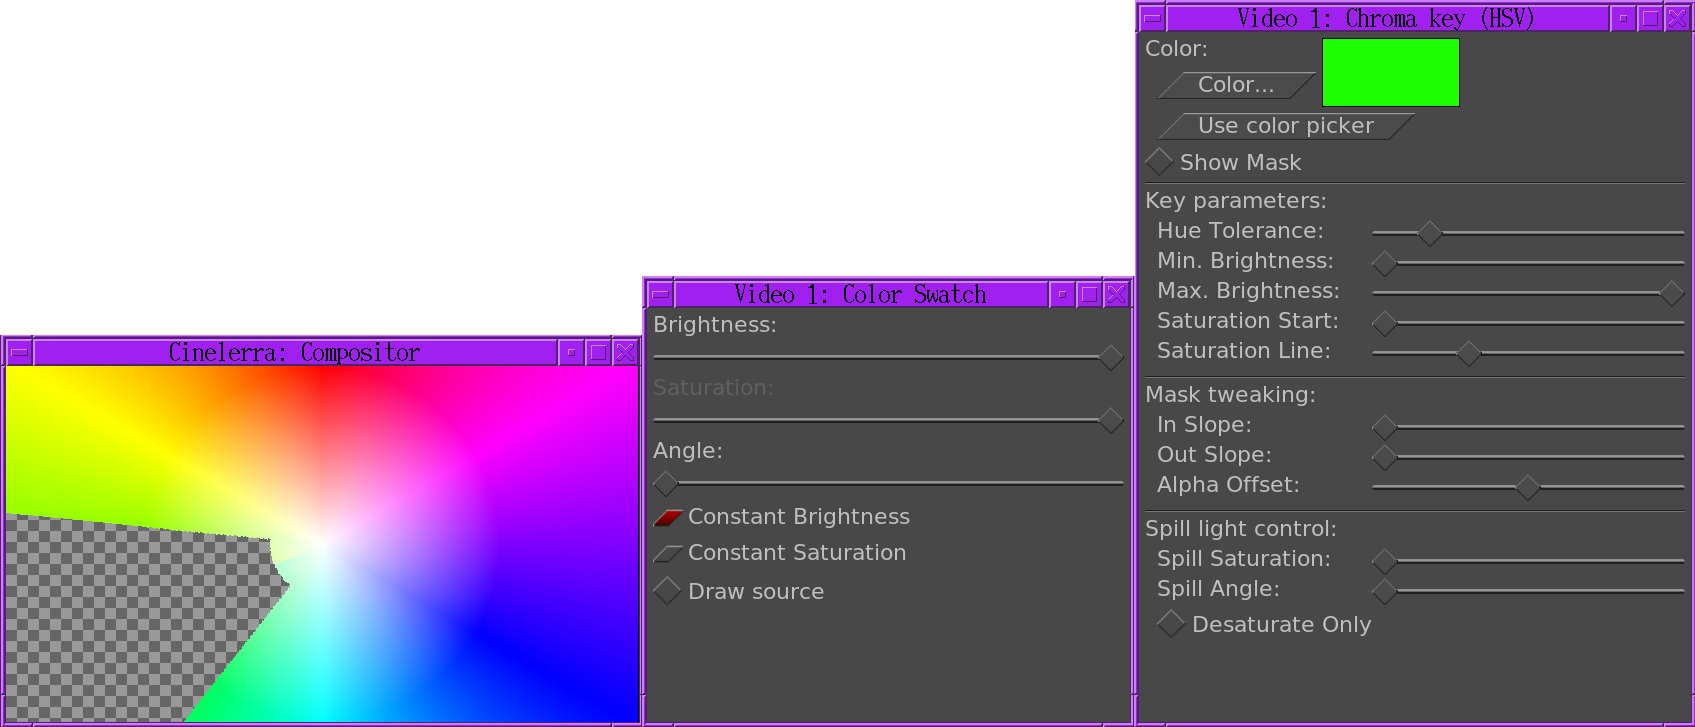 Cinelerra: Compositor
Video 1: Color Swatch
Brightness:
Saturation:
Angle:
Constant Brightness
Constant Saturation
Draw source
Video 1: Chroma key (HSV)
Color:
Color...
Use color picker
Show Mask
Key parameters:
Hue Tolerance:
Min. Brightness:
Max. Brightness:
Saturation Start:
Saturation Line:
Mask tweaking:
In Slope:
Out Slope:
Alpha Offset:
Spill light control:
Spill Saturation:
Spill Angle:
Desaturate Only